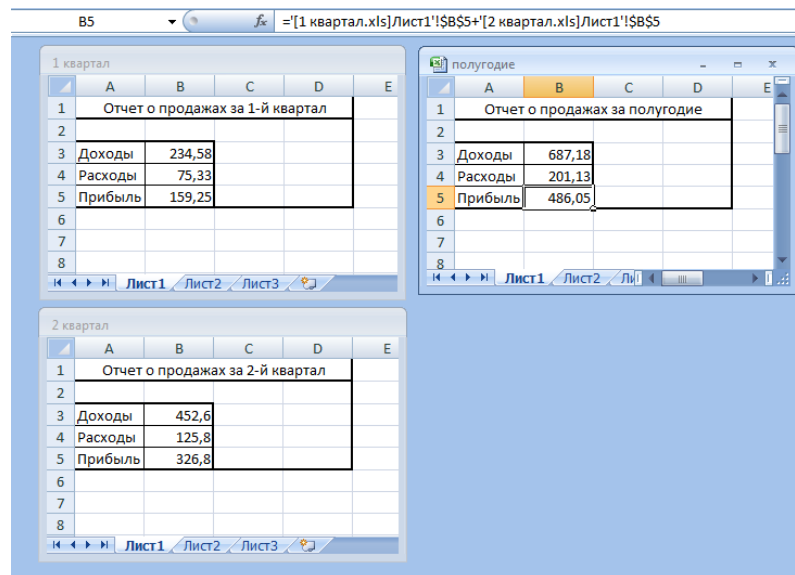 B5 fx ='[1 квартал.xls]Лист1'!$B$5+'[2 квартал.xls]Лист1'!$B$5
1 квартал
A B C D E
1 Отчет о продажах за 1-й квартал
2
3 Доходы 234,58
4 Расходы 75,33
5 Прибыль 159,25
6
7
8
Лист1 Лист2 Лист3
полугодие
A B C D E
1 Отчет о продажах за полугодие
2
3 Доходы 687,18
4 Расходы 201,13
5 Прибыль 486,05
6
7
8
Лист1 Лист2 Ли
2 квартал
A B C D E
1 Отчет о продажах за 2-й квартал
2
3 Доходы 452,6
4 Расходы 125,8
5 Прибыль 326,8
6
7
8
Лист1 Лист2 Лист3